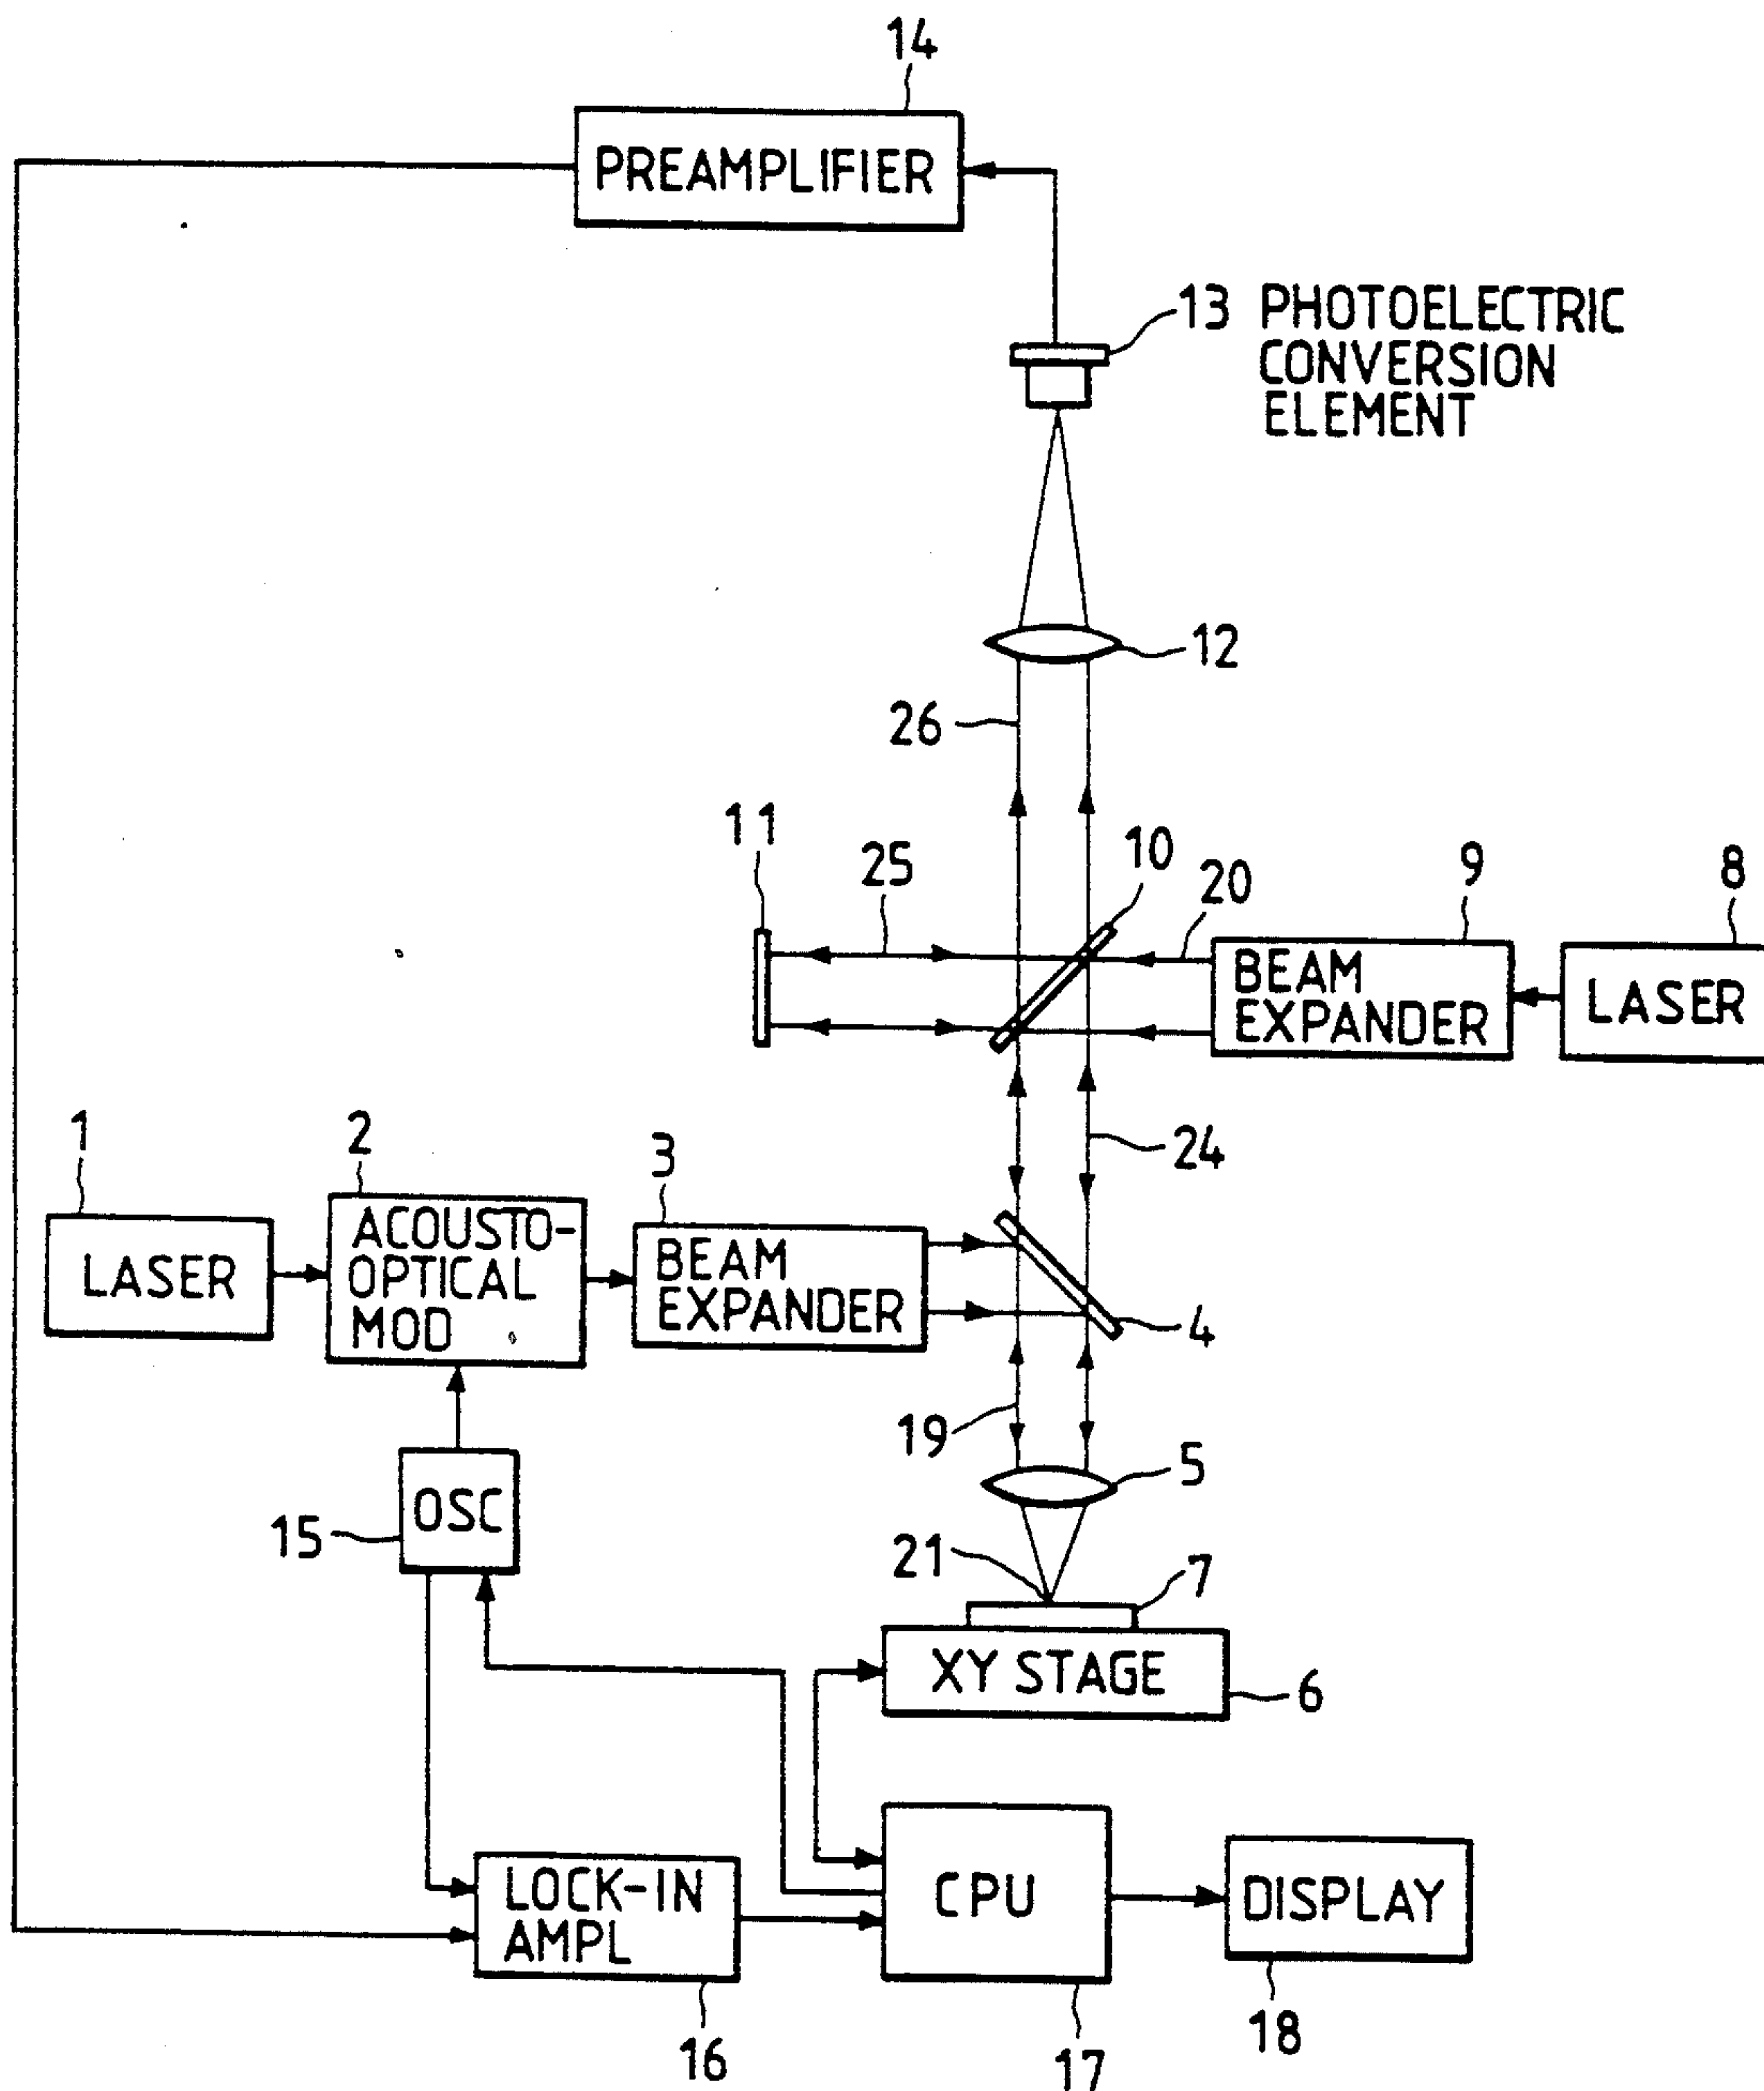 14
PREAMPLIFIER
13 PHOTOELECTRIC
CONVERSION
ELEMENT
12
26
11
25
10
20
9
8
BEAM
EXPANDER
LASER
24
1
2
3
LASER
ACOUSTO-
OPTICAL
MOD
BEAM
EXPANDER
4
19
5
OSC
15
21
7
XY STAGE
6
LOCK-IN
AMPL
CPU
DISPLAY
16
17
18